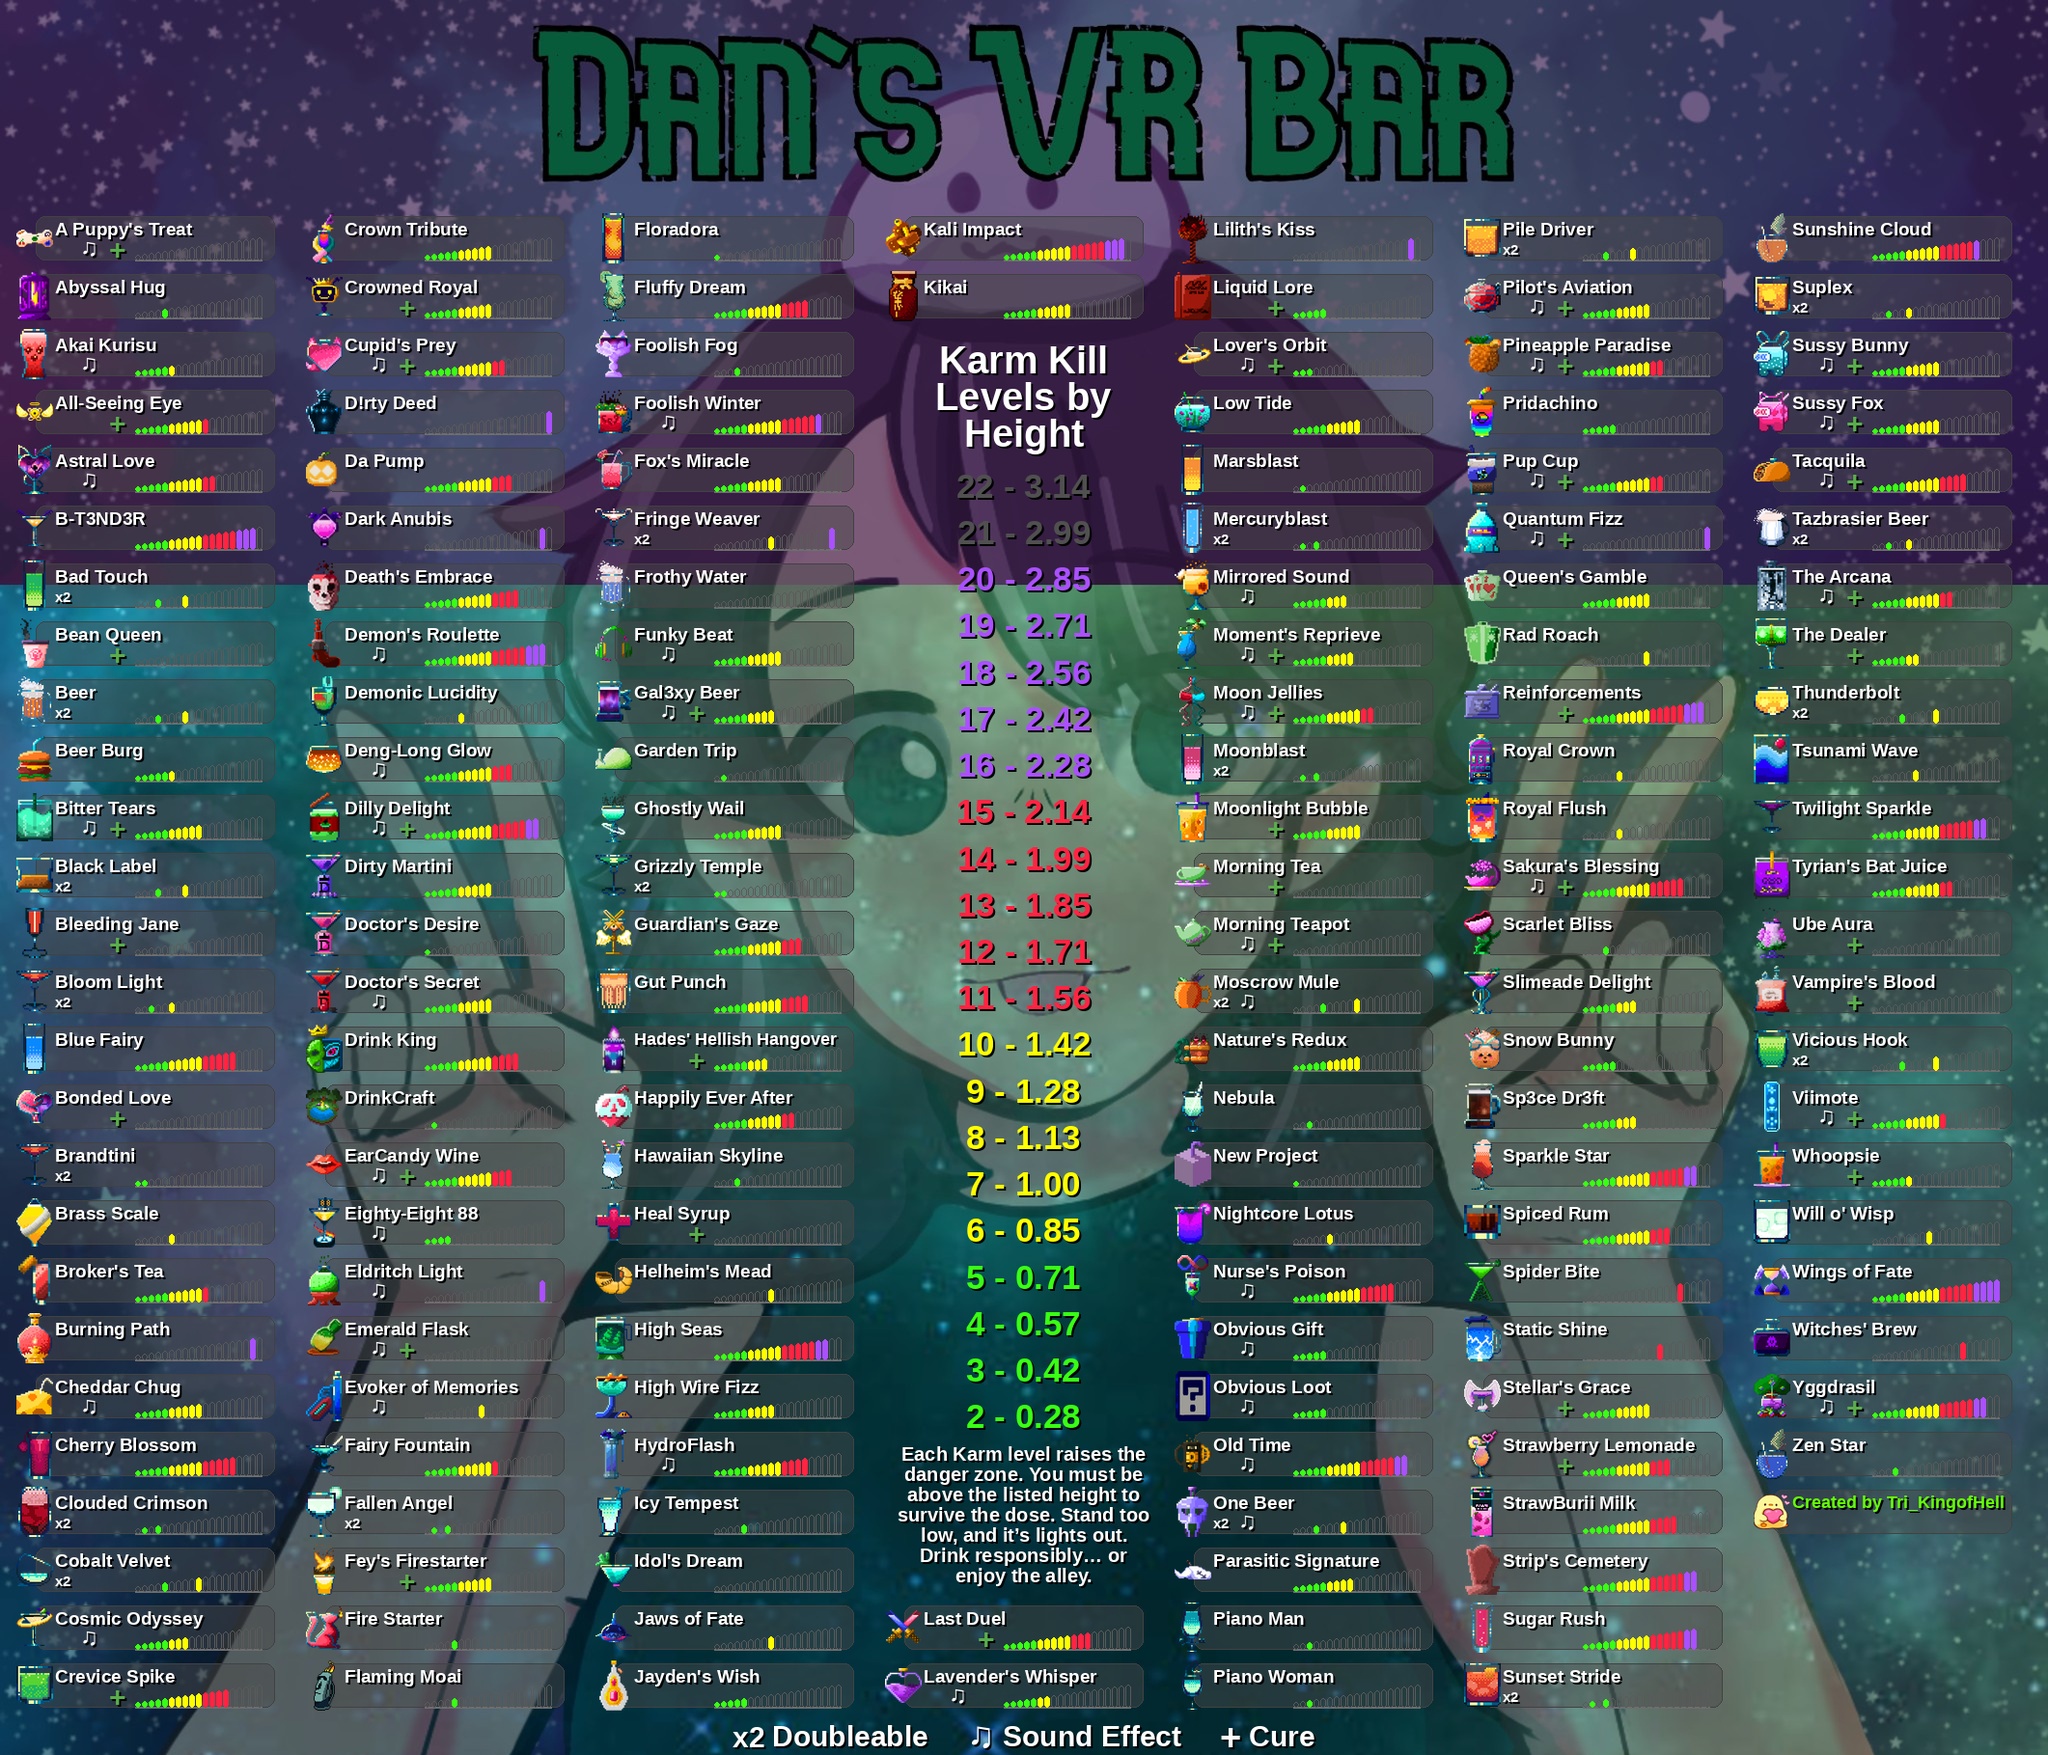 DAN'S VR BAR
A Puppy's Treat
♫ +
Abyssal Hug
Akai Kurisu
♫
All-Seeing Eye
+
Astral Love
♫
B-T3ND3R
Bad Touch
x2
Bean Queen
+
Beer
x2
Beer Burg
Bitter Tears
♫ +
Black Label
x2
Bleeding Jane
+
Bloom Light
x2
Blue Fairy
Bonded Love
+
Brandtini
x2
Brass Scale
Broker's Tea
Burning Path
Cheddar Chug
♫
Cherry Blossom
Clouded Crimson
x2
Cobalt Velvet
x2
Cosmic Odyssey
♫
Crevice Spike
+
Crown Tribute
Crowned Royal
+
Cupid's Prey
♫ +
D!rty Deed
Da Pump
Dark Anubis
Death's Embrace
Demon's Roulette
♫
Demonic Lucidity
Deng-Long Glow
♫
Dilly Delight
♫ +
Dirty Martini
Doctor's Desire
Doctor's Secret
♫
Drink King
DrinkCraft
EarCandy Wine
♫ +
Eighty-Eight 88
♫
Eldritch Light
♫
Emerald Flask
♫ +
Evoker of Memories
♫
Fairy Fountain
Fallen Angel
x2
Fey's Firestarter
+
Fire Starter
Flaming Moai
Floradora
Fluffy Dream
Foolish Fog
Foolish Winter
♫
Fox's Miracle
Fringe Weaver
x2
Frothy Water
Funky Beat
♫
Gal3xy Beer
♫ +
Garden Trip
Ghostly Wail
Grizzly Temple
x2
Guardian's Gaze
Gut Punch
Hades' Hellish Hangover
+
Happily Ever After
Hawaiian Skyline
Heal Syrup
+
Helheim's Mead
High Seas
High Wire Fizz
HydroFlash
♫
Icy Tempest
Idol's Dream
Jaws of Fate
Jayden's Wish
Kali Impact
Kikai
Karm Kill
Levels by
Height
22 - 3.14
21 - 2.99
20 - 2.85
19 - 2.71
18 - 2.56
17 - 2.42
16 - 2.28
15 - 2.14
14 - 1.99
13 - 1.85
12 - 1.71
11 - 1.56
10 - 1.42
9 - 1.28
8 - 1.13
7 - 1.00
6 - 0.85
5 - 0.71
4 - 0.57
3 - 0.42
2 - 0.28
Each Karm level raises the
danger zone. You must be
above the listed height to
survive the dose. Stand too
low, and it's lights out.
Drink responsibly… or
enjoy the alley.
Last Duel
+
Lavender's Whisper
♫
Lilith's Kiss
Liquid Lore
+
Lover's Orbit
♫ +
Low Tide
Marsblast
Mercuryblast
x2
Mirrored Sound
♫
Moment's Reprieve
♫ +
Moon Jellies
♫ +
Moonblast
x2
Moonlight Bubble
+
Morning Tea
+
Morning Teapot
♫ +
Moscrow Mule
x2 ♫
Nature's Redux
Nebula
New Project
Nightcore Lotus
Nurse's Poison
♫
Obvious Gift
♫
Obvious Loot
♫
Old Time
♫
One Beer
x2 ♫
Parasitic Signature
Piano Man
Piano Woman
Pile Driver
x2
Pilot's Aviation
♫ +
Pineapple Paradise
Pridachino
Pup Cup
♫ +
Quantum Fizz
♫ +
Queen's Gamble
Rad Roach
Reinforcements
+
Royal Crown
Royal Flush
Sakura's Blessing
♫ +
Scarlet Bliss
Slimeade Delight
Snow Bunny
Sp3ce Dr3ft
Sparkle Star
Spiced Rum
Spider Bite
Static Shine
Stellar's Grace
+
Strawberry Lemonade
+
StrawBurii Milk
Strip's Cemetery
Sugar Rush
Sunset Stride
x2
Sunshine Cloud
Suplex
x2
Sussy Bunny
♫ +
Sussy Fox
♫ +
Tacquila
♫ +
Tazbrasier Beer
x2
The Arcana
♫ +
The Dealer
+
Thunderbolt
x2
Tsunami Wave
Twilight Sparkle
Tyrian's Bat Juice
Ube Aura
+
Vampire's Blood
+
Vicious Hook
x2
Viimote
♫ +
Whoopsie
+
Will o' Wisp
Wings of Fate
Witches' Brew
Yggdrasil
♫ +
Zen Star
Created by Tri_KingofHell
x2 Doubleable ♫ Sound Effect + Cure